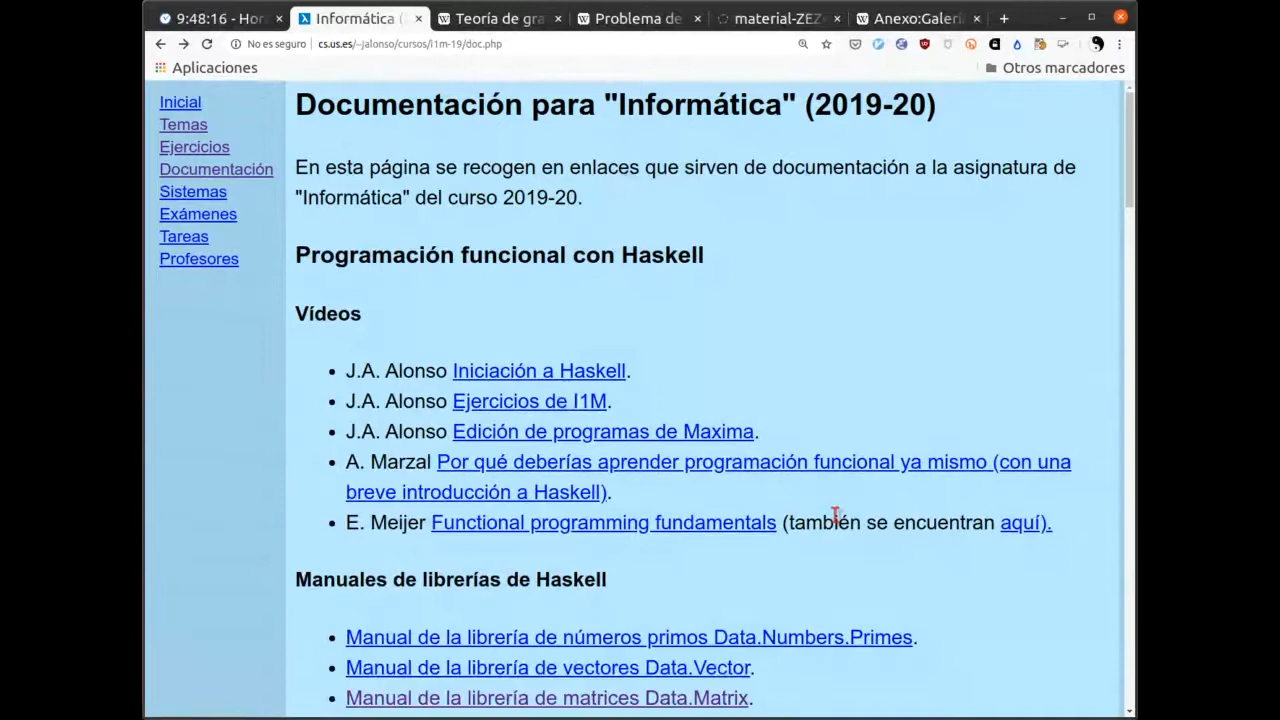 9:48:16 - Hor
Informática (
Teoría de gra
Problema de
material-ZEZ
Anexo:Galerí
No es seguro
cs.us.es/~jalonso/cursos/i1m-19/doc.php
Aplicaciones
Otros marcadores
Inicial
Temas
Ejercicios
Documentación
Sistemas
Exámenes
Tareas
Profesores
Documentación para "Informática" (2019-20)
En esta página se recogen en enlaces que sirven de documentación a la asignatura de
"Informática" del curso 2019-20.
Programación funcional con Haskell
Vídeos
J.A. Alonso Iniciación a Haskell.
J.A. Alonso Ejercicios de I1M.
J.A. Alonso Edición de programas de Maxima.
A. Marzal Por qué deberías aprender programación funcional ya mismo (con una
breve introducción a Haskell).
E. Meijer Functional programming fundamentals (también se encuentran aquí).
Manuales de librerías de Haskell
Manual de la librería de números primos Data.Numbers.Primes.
Manual de la librería de vectores Data.Vector.
Manual de la librería de matrices Data.Matrix.